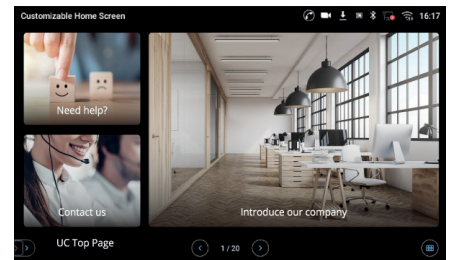 Customizable Home Screen
16:17
Need help?
Contact us
Introduce our company
UC Top Page
1 / 20